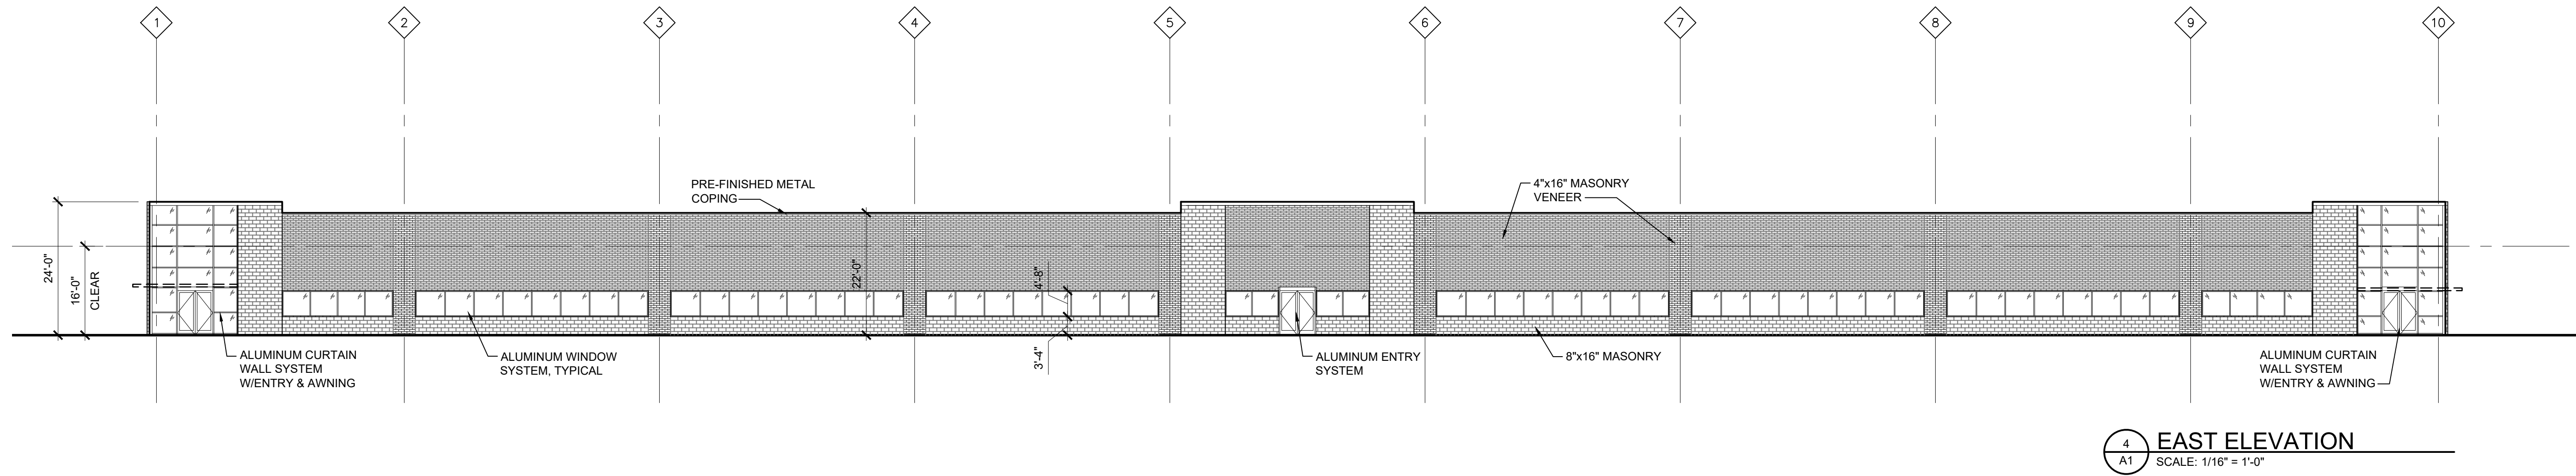 1
2
3
4
5
6
7
8
9
10
PRE-FINISHED METAL
COPING
4"x16" MASONRY
VENEER
24'-0"
16'-0"
CLEAR
22'-0"
4'-8"
3'-4"
ALUMINUM CURTAIN
WALL SYSTEM
W/ENTRY & AWNING
ALUMINUM WINDOW
SYSTEM, TYPICAL
ALUMINUM ENTRY
SYSTEM
8"x16" MASONRY
ALUMINUM CURTAIN
WALL SYSTEM
W/ENTRY & AWNING
4
A1
EAST ELEVATION
SCALE: 1/16" = 1'-0"